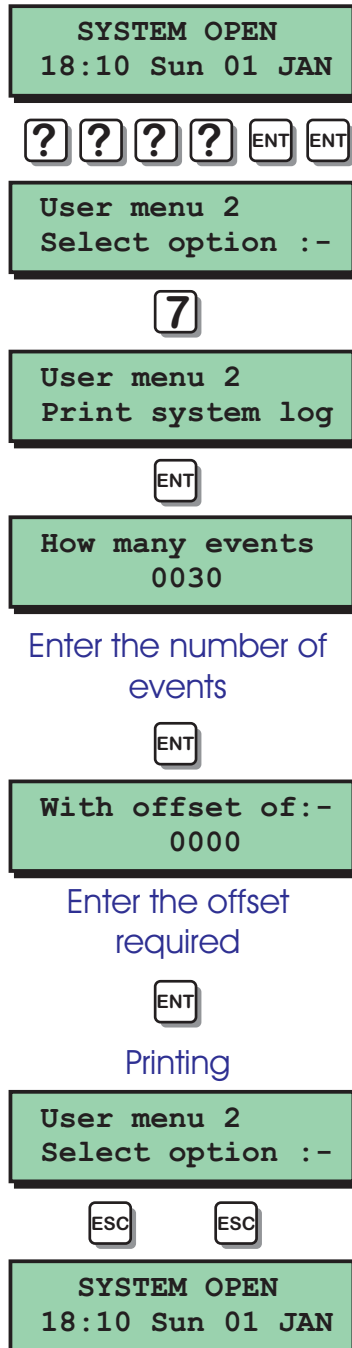 SYSTEM OPEN
18:10 Sun 01 JAN
? ? ? ? ENT ENT
User menu 2
Select option :-
7
User menu 2
Print system log
ENT
How many events
0030
Enter the number of
events
ENT
With offset of:-
0000
Enter the offset
required
ENT
Printing
User menu 2
Select option :-
ESC ESC
SYSTEM OPEN
18:10 Sun 01 JAN